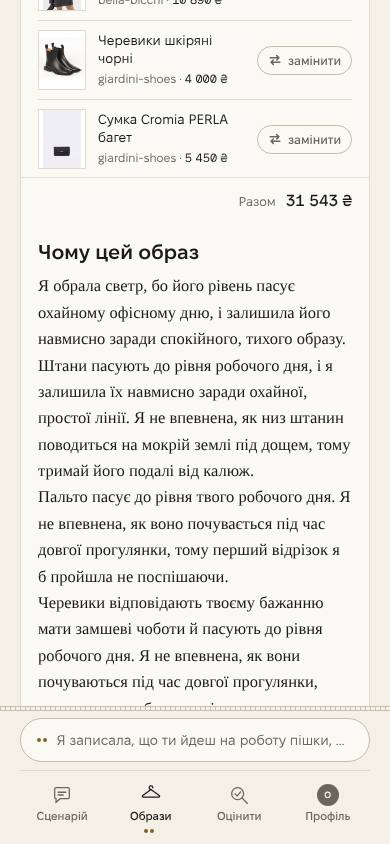 bella-bicchi · 10 890 ₴
Черевики шкіряні
чорні
giardini-shoes · 4 000 ₴
замінити
Сумка Cromia PERLA
багет
giardini-shoes · 5 450 ₴
замінити
Разом 31 543 ₴
Чому цей образ
Я обрала светр, бо його рівень пасує
охайному офісному дню, і залишила його
навмисно заради спокійного, тихого образу.
Штани пасують до рівня робочого дня, і я
залишила їх навмисно заради охайної,
простої лінії. Я не впевнена, як низ штанин
поводиться на мокрій землі під дощем, тому
тримай його подалі від калюж.
Пальто пасує до рівня твого робочого дня. Я
не впевнена, як воно почувається під час
довгої прогулянки, тому перший відрізок я
б пройшла не поспішаючи.
Черевики відповідають твоєму бажанню
мати замшеві чоботи й пасують до рівня
робочого дня. Я не впевнена, як вони
почуваються під час довгої прогулянки,
Я записала, що ти йдеш на роботу пішки, ...
Сценарій
Образи
Оцінити
Профіль